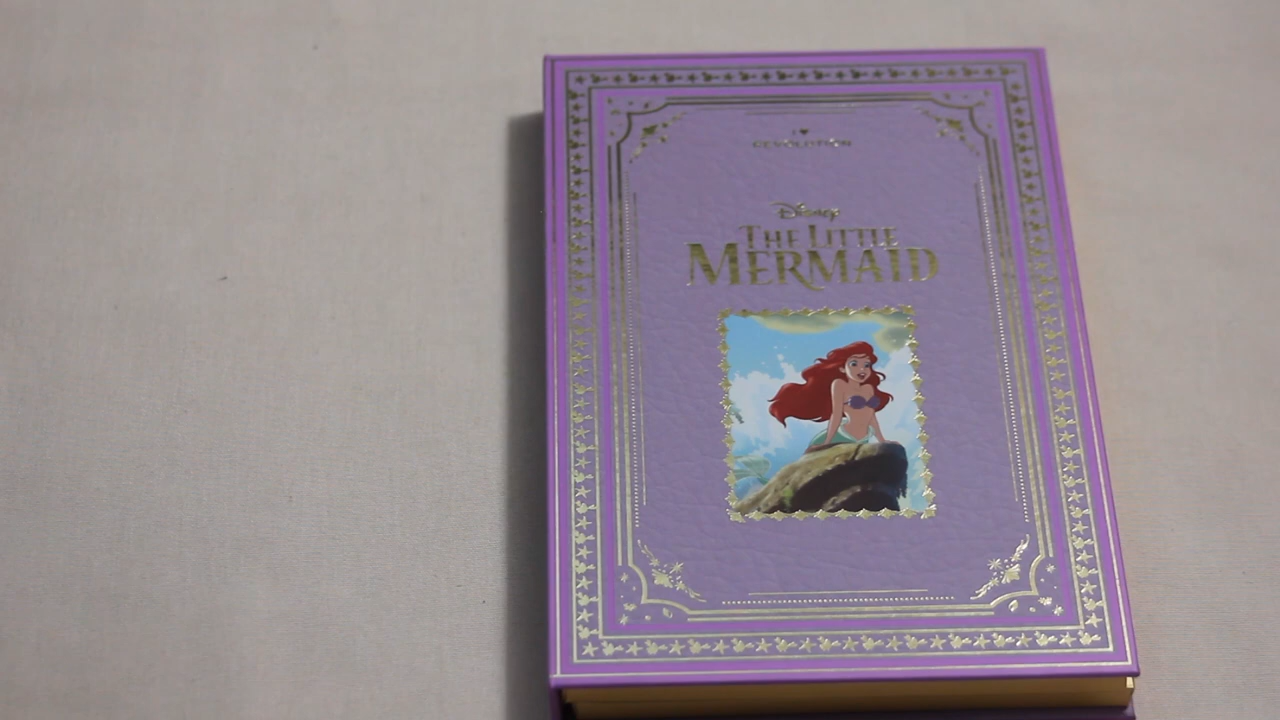 I ♥
REVOLUTION
Disney
THE LITTLE
MERMAID